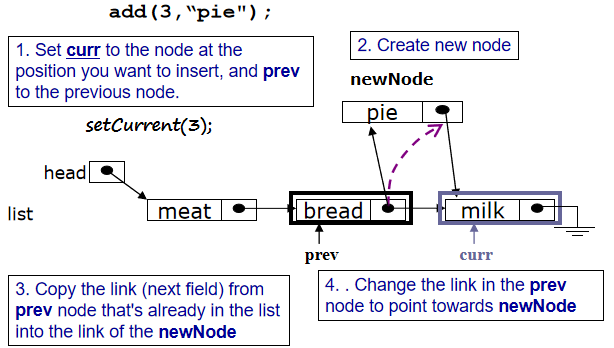 add(3,“pie");
1. Set curr to the node at the
position you want to insert, and prev
to the previous node.
2. Create new node
newNode
pie
setCurrent(3);
head
list
meat
bread
milk
prev
curr
3. Copy the link (next field) from
prev node that's already in the list
into the link of the newNode
4. . Change the link in the prev
node to point towards newNode